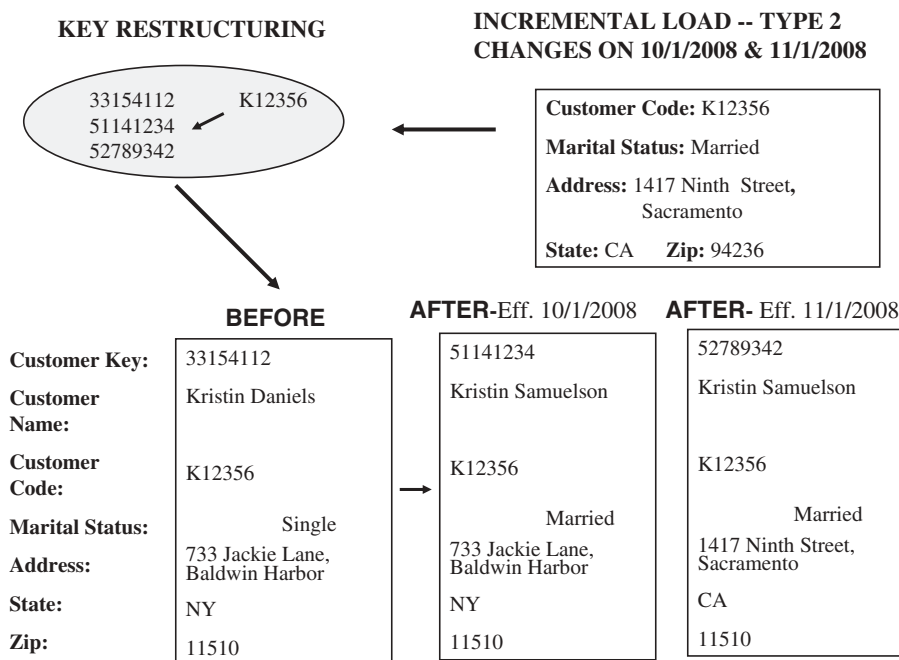 KEY RESTRUCTURING
INCREMENTAL LOAD -- TYPE 2
CHANGES ON 10/1/2008 & 11/1/2008
33154112 K12356
51141234
52789342
Customer Code: K12356
Marital Status: Married
Address: 1417 Ninth Street,
Sacramento
State: CA Zip: 94236
BEFORE
AFTER-Eff. 10/1/2008
AFTER- Eff. 11/1/2008
Customer Key: 33154112 51141234 52789342
Customer
Name: Kristin Daniels Kristin Samuelson Kristin Samuelson
Customer
Code: K12356 K12356 K12356
Marital Status: Single Married Married
Address: 733 Jackie Lane, 733 Jackie Lane, 1417 Ninth Street,
Baldwin Harbor Baldwin Harbor Sacramento
State: NY NY CA
Zip: 11510 11510 11510